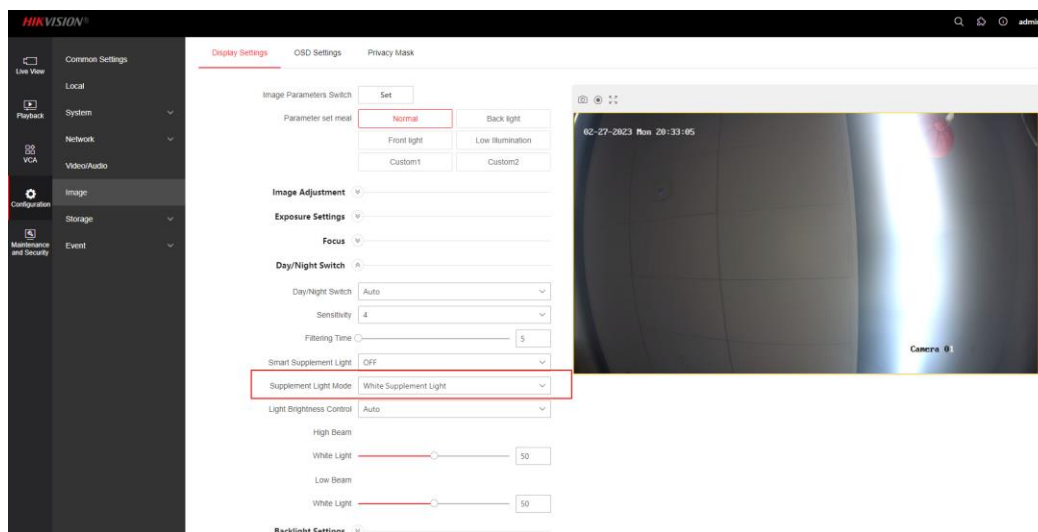 HIKVISION®
admin
Live View
Playback
VCA
Configuration
Maintenance
and Security
Common Settings
Local
System
Network
Video/Audio
Image
Storage
Event
Display Settings OSD Settings Privacy Mask
Image Parameters Switch Set
Parameter set meal Normal Back light
Front light Low Illumination
Custom1 Custom2
Image Adjustment
Exposure Settings
Focus
Day/Night Switch
Day/Night Switch Auto
Sensitivity 4
Filtering Time 5
Smart Supplement Light OFF
Supplement Light Mode White Supplement Light
Light Brightness Control Auto
High Beam
White Light 50
Low Beam
White Light 50
Backlight Settings
02-27-2023 Mon 20:33:05
Camera 01